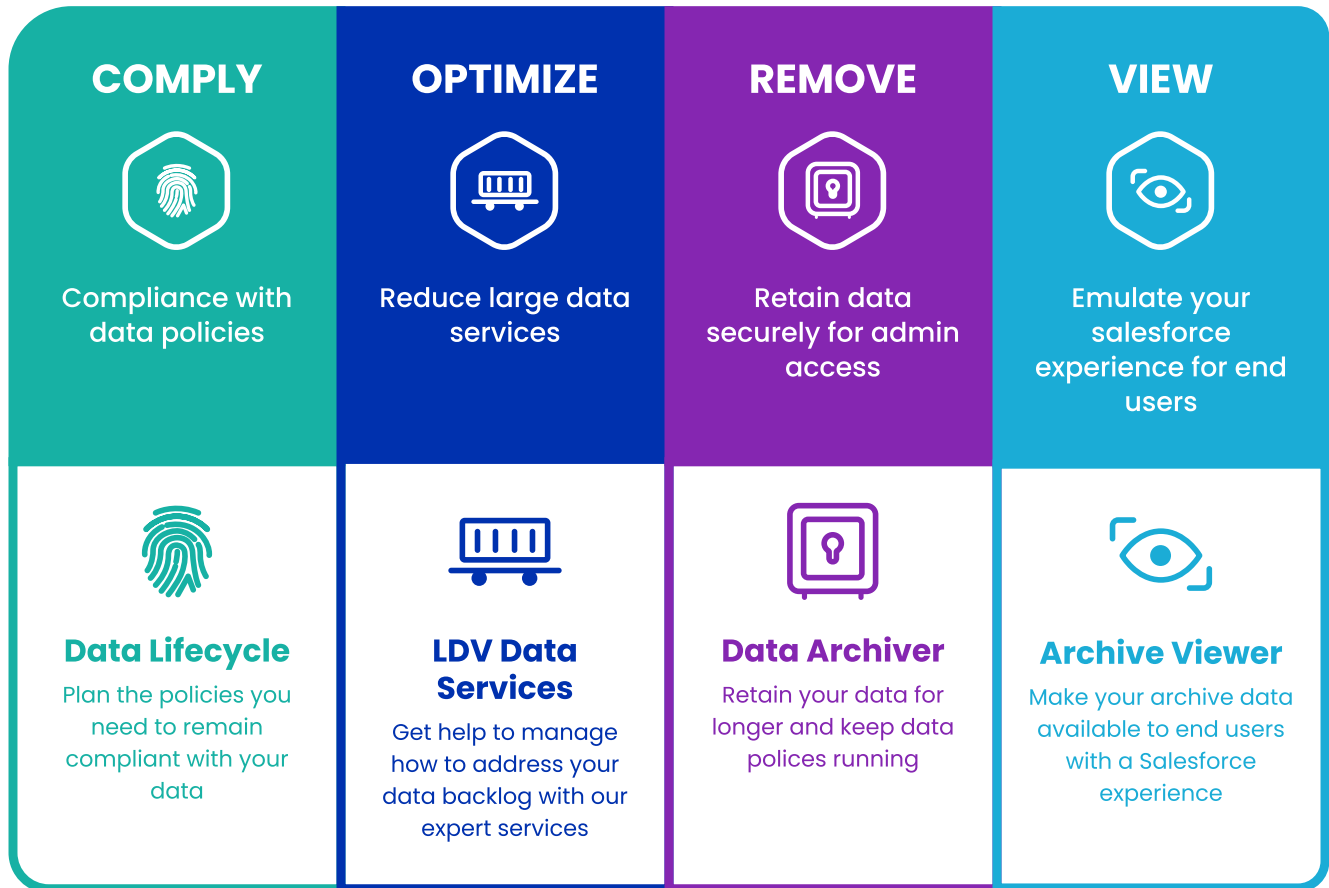 COMPLY
Compliance with
data policies
OPTIMIZE
Reduce large data
services
REMOVE
Retain data
securely for admin
access
VIEW
Emulate your
salesforce
experience for end
users
Data Lifecycle
Plan the policies you
need to remain
compliant with your
data
LDV Data
Services
Get help to manage
how to address your
data backlog with our
expert services
Data Archiver
Retain your data for
longer and keep data
polices running
Archive Viewer
Make your archive data
available to end users
with a Salesforce
experience